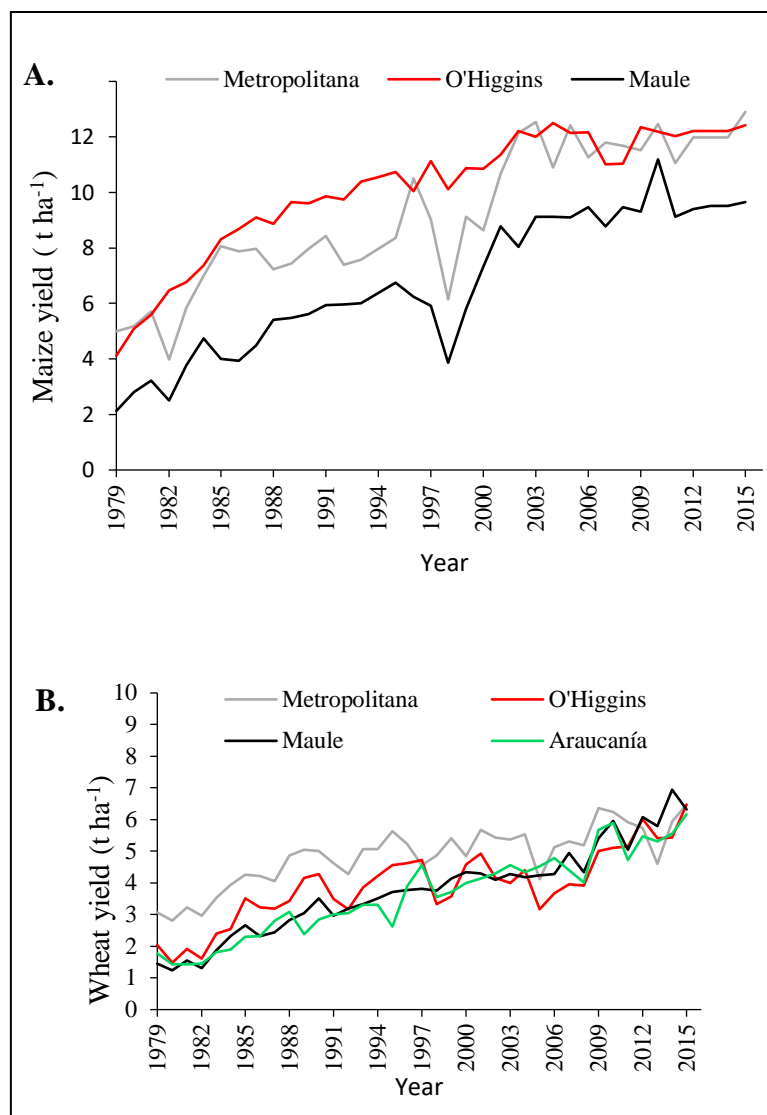 A.
Metropolitana O'Higgins Maule
Maize yield ( t ha⁻¹)
12
10
8
6
4
2
0
1979 1982 1985 1988 1991 1994 1997 2000 2003 2006 2009 2012 2015
Year
B.
Metropolitana O'Higgins
Maule Araucanía
Wheat yield (t ha⁻¹)
10
9
8
7
6
5
4
3
2
1
0
1979 1982 1985 1988 1991 1994 1997 2000 2003 2006 2009 2012 2015
Year